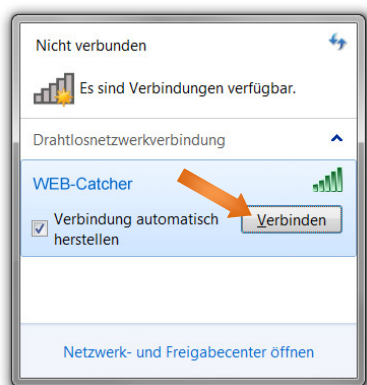 Nicht verbunden
Es sind Verbindungen verfügbar.
Drahtlosnetzwerkverbindung
WEB-Catcher
Verbindung automatisch
herstellen
Verbinden
Netzwerk- und Freigabecenter öffnen